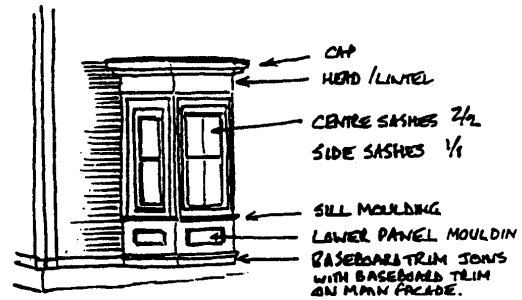 CAP
HEAD/LINTEL
CENTRE SASHES 2/2
SIDE SASHES 1/1
SILL MOULDING
LOWER PANEL MOULDIN
BASEBOARD TRIM JOINS
WITH BASEBOARD TRIM
ON MAIN FACADE.